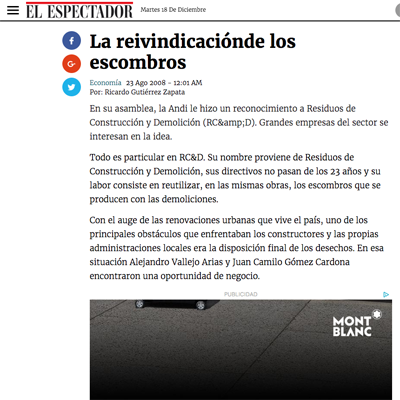 EL ESPECTADOR
Martes 18 De Diciembre
La reivindicaciónde los
escombros
Economía 23 Ago 2008 - 12:01 AM
Por: Ricardo Gutiérrez Zapata
En su asamblea, la Andi le hizo un reconocimiento a Residuos de
Construcción y Demolición (RC&amp;D). Grandes empresas del sector se
interesan en la idea.
Todo es particular en RC&D. Su nombre proviene de Residuos de
Construcción y Demolición, sus directivos no pasan de los 23 años y su
labor consiste en reutilizar, en las mismas obras, los escombros que se
producen con las demoliciones.
Con el auge de las renovaciones urbanas que vive el país, uno de los
principales obstáculos que enfrentaban los constructores y las propias
administraciones locales era la disposición final de los desechos. En esa
situación Alejandro Vallejo Arias y Juan Camilo Gómez Cardona
encontraron una oportunidad de negocio.
PUBLICIDAD
MONT
BLANC